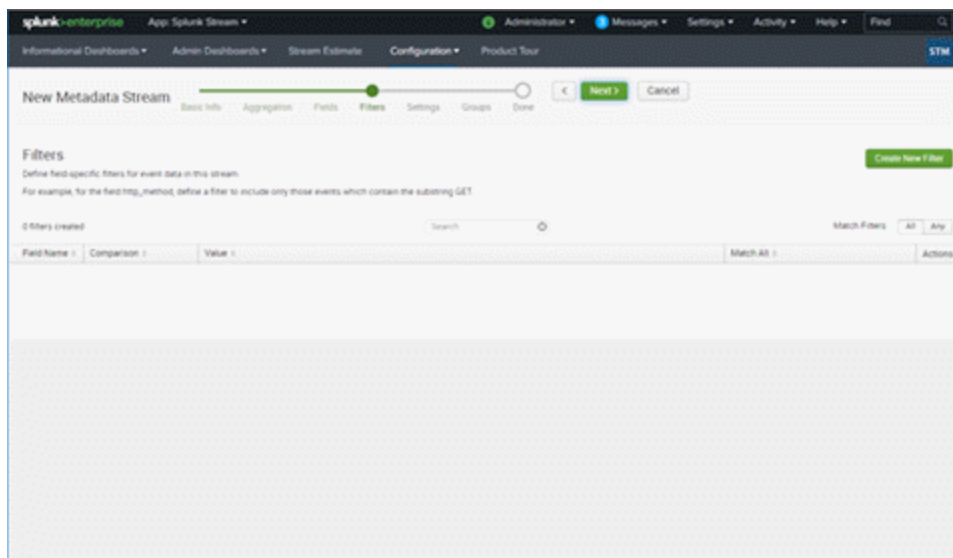 splunk>enterprise App: Splunk Stream Administrator 3 Messages Settings Activity Help Find
Informational Dashboards Admin Dashboards Stream Estimate Configuration Product Tour STM
New Metadata Stream < Next > Cancel
Basic Info Aggregation Fields Filters Settings Groups Done
Filters
Create New Filter
Define field-specific filters for event data in this stream.
For example, for the field http_method, define a filter to include only those events which contain the substring GET.
0 filters created Search Match Filters All Any
Field Name Comparison Value Match All Actions